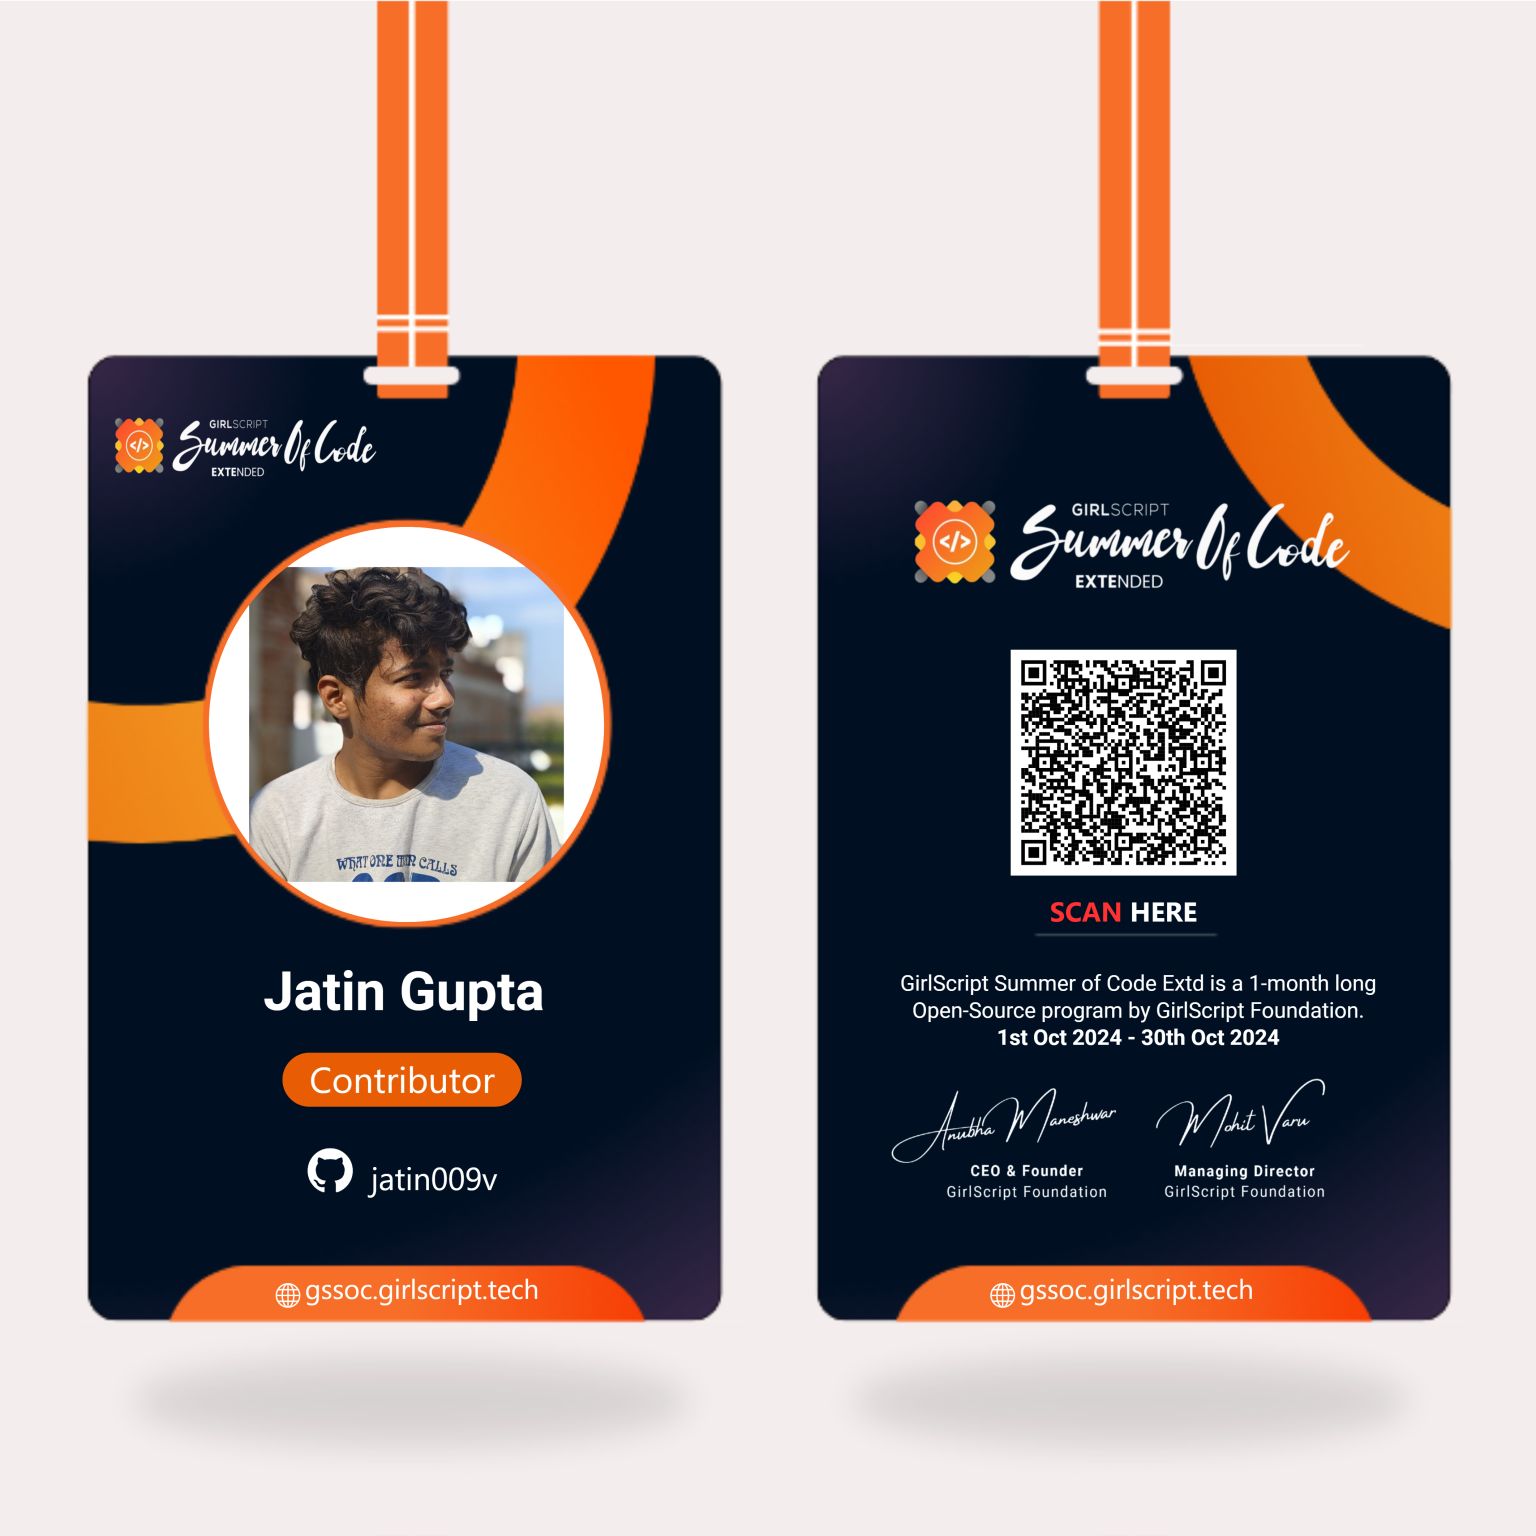 GIRLSCRIPT
Summer Of Code
EXTENDED
WHAT ONE CALLS
Jatin Gupta
Contributor
jatin009v
gssoc.girlscript.tech
GIRLSCRIPT
</>
Summer Of Code
EXTENDED
SCAN HERE
GirlScript Summer of Code Extd is a 1-month long
Open-Source program by GirlScript Foundation.
1st Oct 2024 - 30th Oct 2024
Anubha Maneshwar
Mohit Varu
CEO & Founder
Managing Director
GirlScript Foundation
GirlScript Foundation
gssoc.girlscript.tech